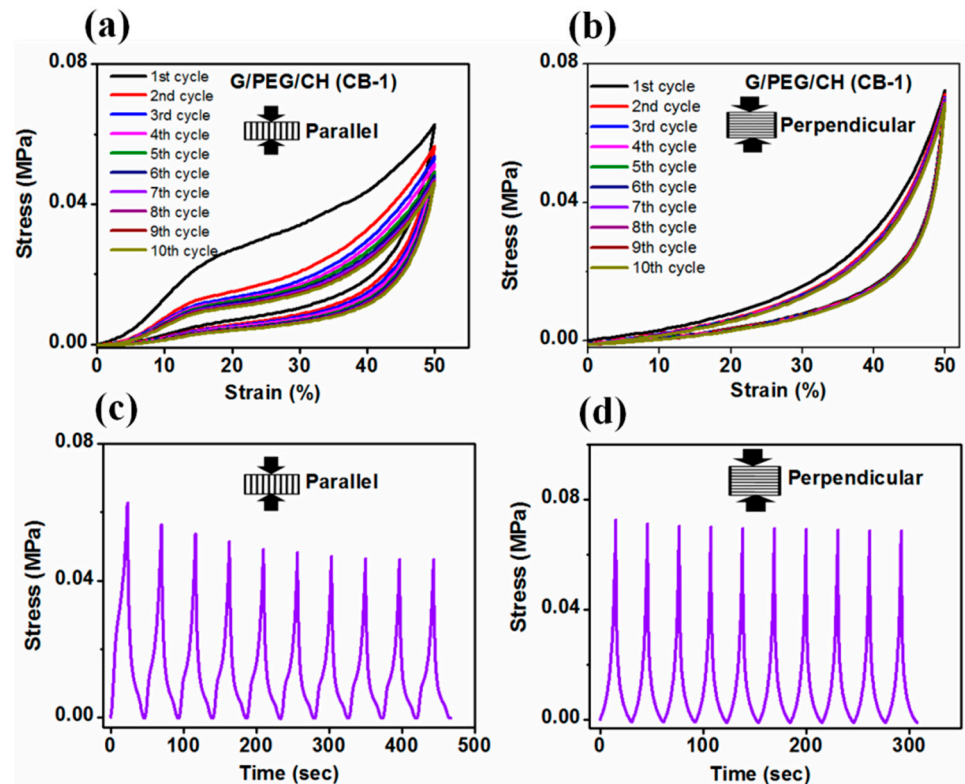 (a)
G/PEG/CH (CB-1)
Parallel
1st cycle
2nd cycle
3rd cycle
4th cycle
5th cycle
6th cycle
7th cycle
8th cycle
9th cycle
10th cycle
0.08
0.04
0.00
Stress (MPa)
0 10 20 30 40 50
Strain (%)
(b)
G/PEG/CH (CB-1)
Perpendicular
1st cycle
2nd cycle
3rd cycle
4th cycle
5th cycle
6th cycle
7th cycle
8th cycle
9th cycle
10th cycle
0.08
0.04
0.00
Stress (MPa)
0 10 20 30 40 50
Strain (%)
(c)
Parallel
0.08
0.04
0.00
Stress (MPa)
0 100 200 300 400 500
Time (sec)
(d)
Perpendicular
0.08
0.04
0.00
Stress (MPa)
0 100 200 300
Time (sec)